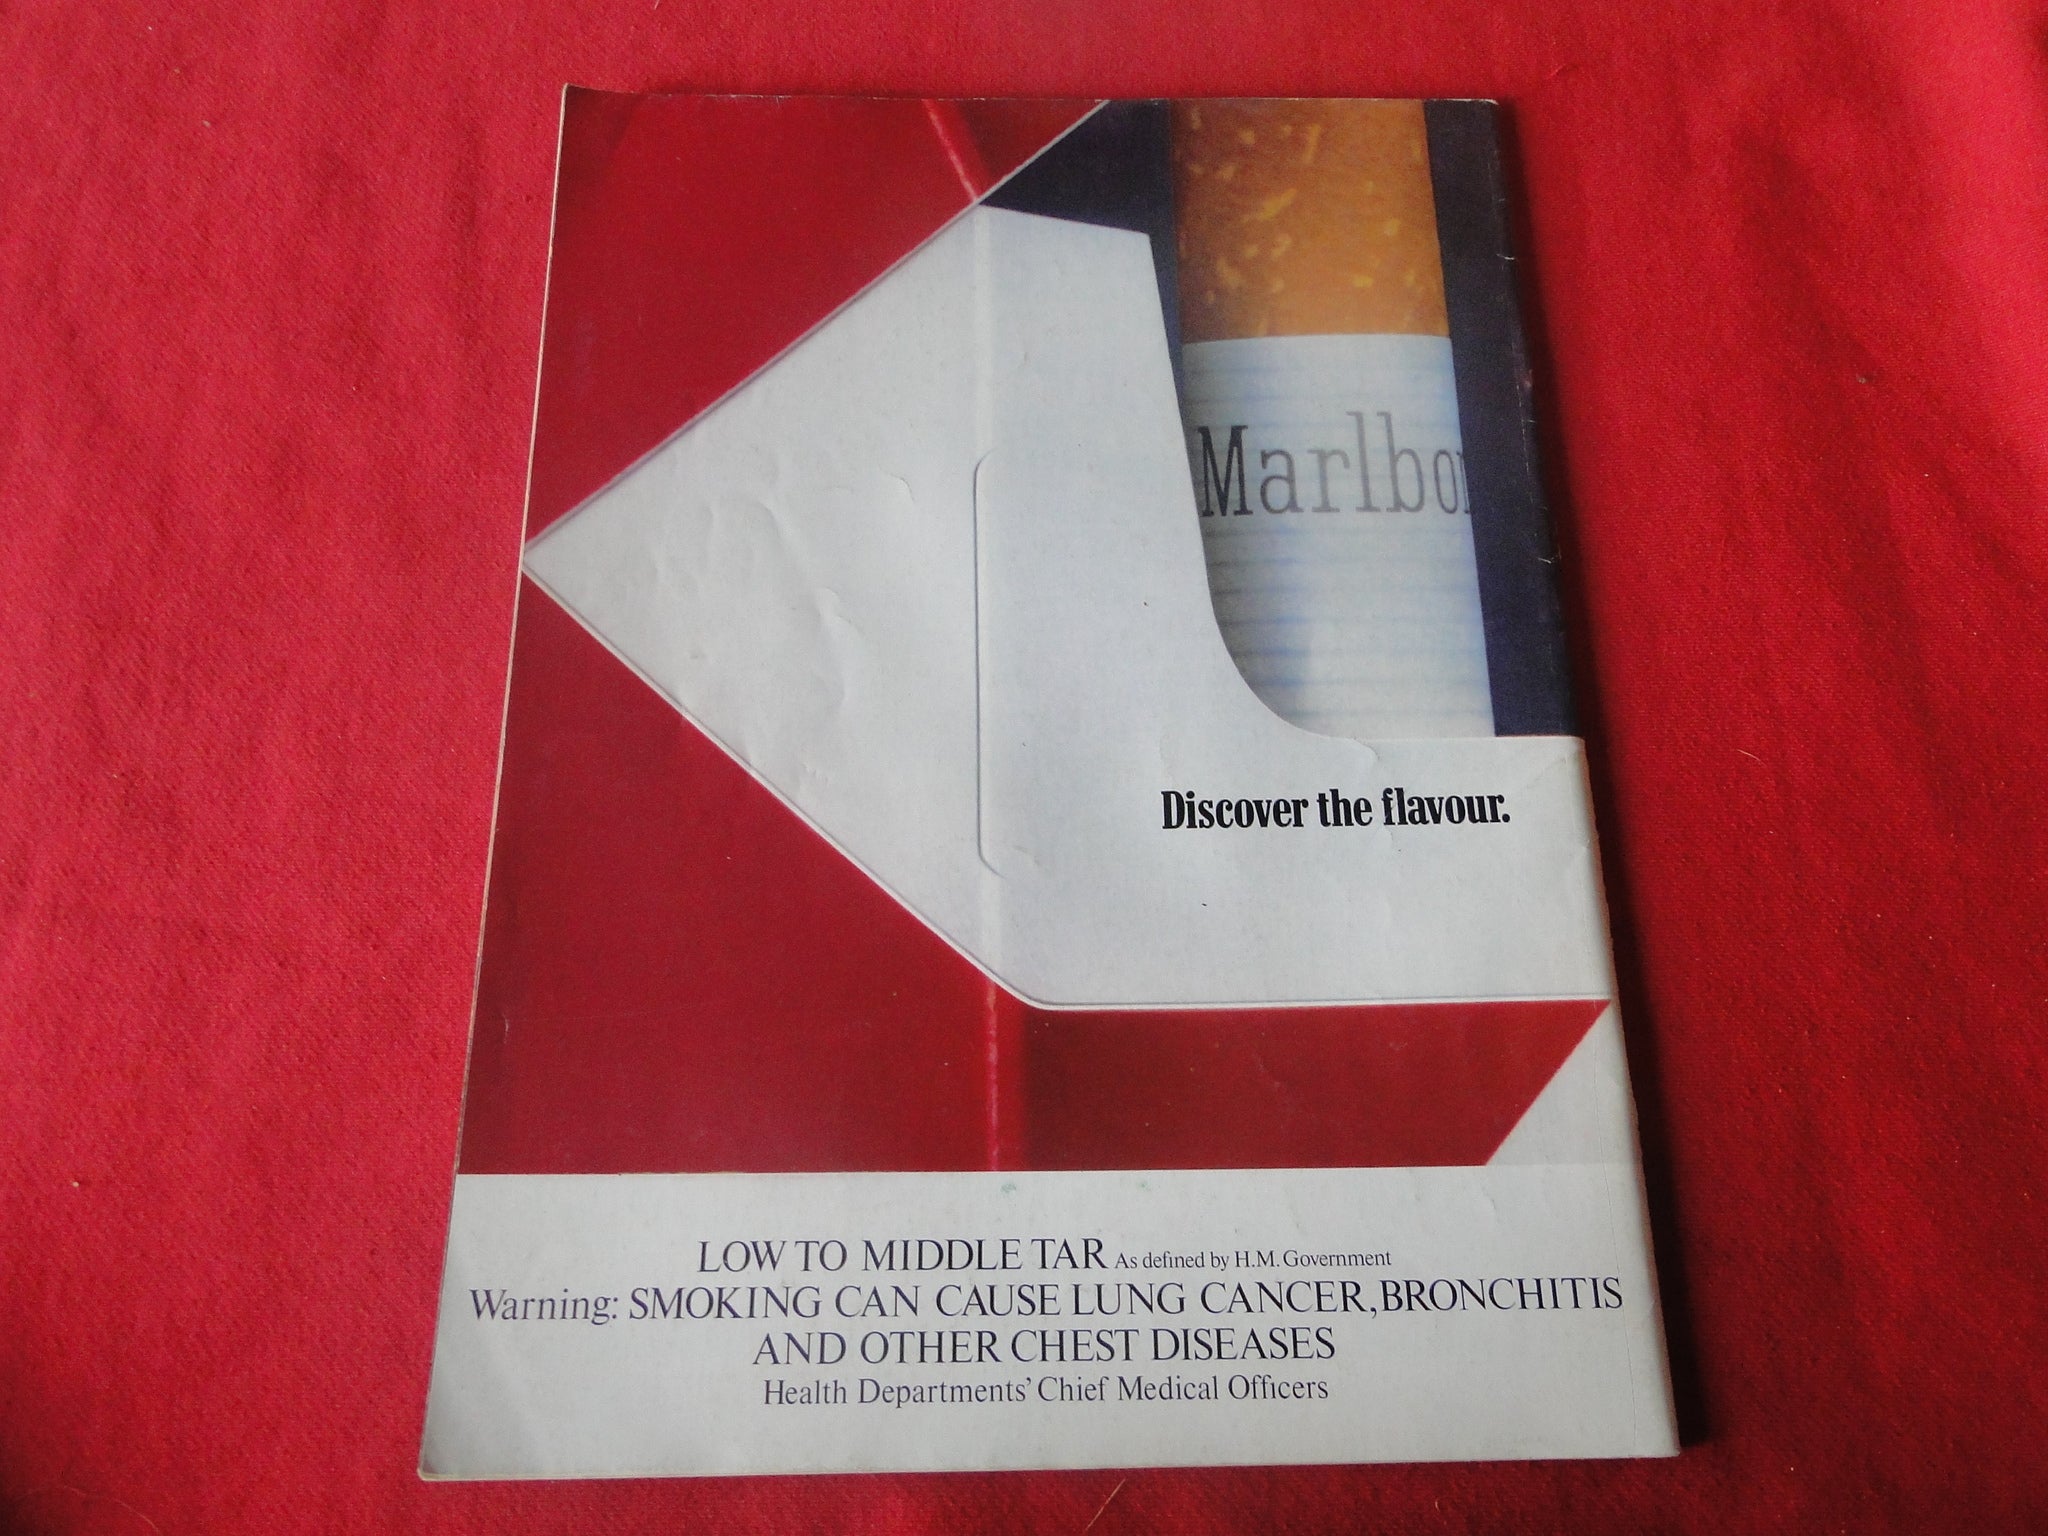 Marlbor
Discover the flavour.
LOW TO MIDDLE TAR As defined by H.M. Government
Warning: SMOKING CAN CAUSE LUNG CANCER, BRONCHITIS
AND OTHER CHEST DISEASES
Health Departments' Chief Medical Officers